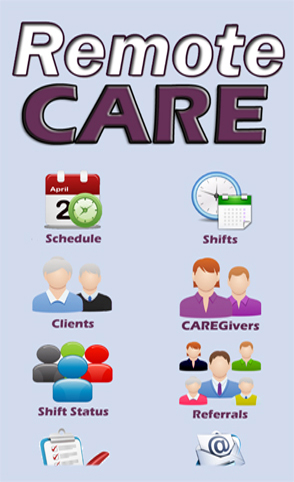 Remote
CARE
April
2
Schedule
Shifts
Clients
CAREGivers
Shift Status
Referrals
@